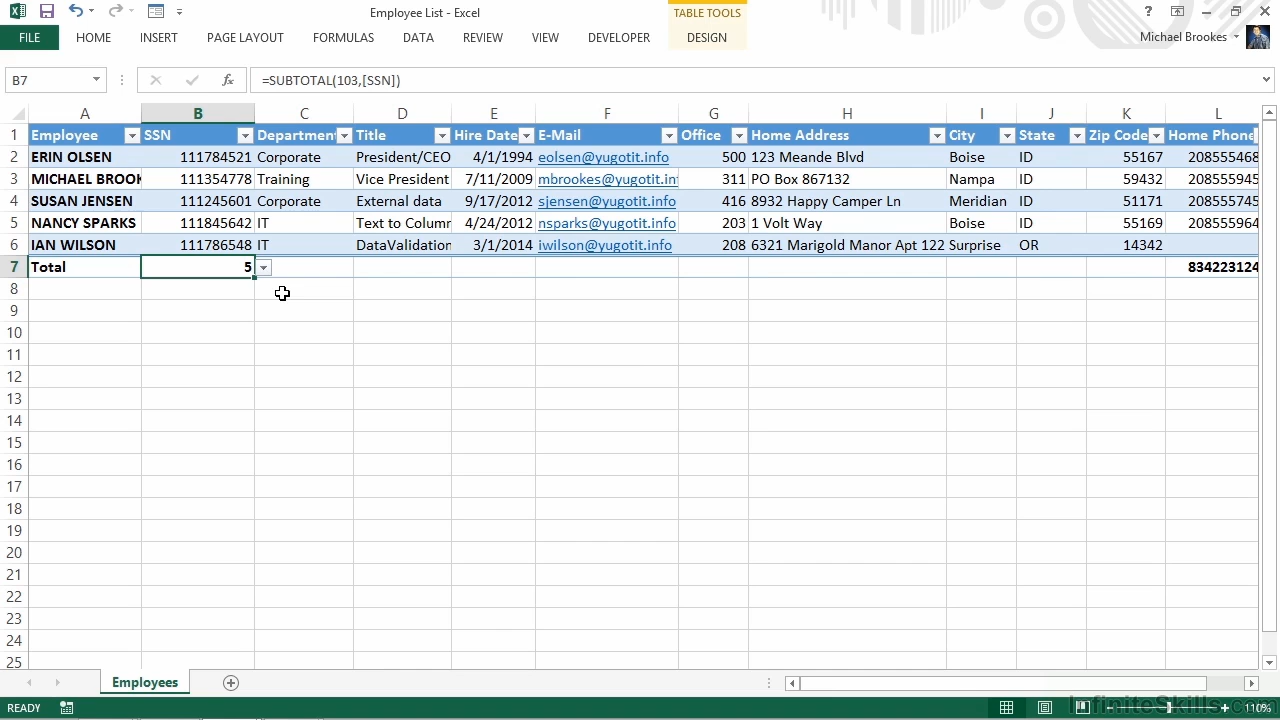 Employee List - Excel
TABLE TOOLS
?
FILE HOME INSERT PAGE LAYOUT FORMULAS DATA REVIEW VIEW DEVELOPER DESIGN Michael Brookes
B7 fx =SUBTOTAL(103,[SSN])
A B C D E F G H I J K L
1 Employee SSN Department Title Hire Date E-Mail Office Home Address City State Zip Code Home Phone
2 ERIN OLSEN 111784521 Corporate President/CEO 4/1/1994 eolsen@yugotit.info 500 123 Meande Blvd Boise ID 55167 208555468
3 MICHAEL BROOK 111354778 Training Vice President 7/11/2009 mbrookes@yugotit.in 311 PO Box 867132 Nampa ID 59432 208555945
4 SUSAN JENSEN 111245601 Corporate External data 9/17/2012 sjensen@yugotit.info 416 8932 Happy Camper Ln Meridian ID 51171 208555745
5 NANCY SPARKS 111845642 IT Text to Column 4/24/2012 nsparks@yugotit.info 203 1 Volt Way Boise ID 55169 208555964
6 IAN WILSON 111786548 IT DataValidation 3/1/2014 iwilson@yugotit.info 208 6321 Marigold Manor Apt 122 Surprise OR 14342
7 Total 5 834223124
8
9
10
11
12
13
14
15
16
17
18
19
20
21
22
23
24
25
Employees
READY InfiniteSkills.com 110%